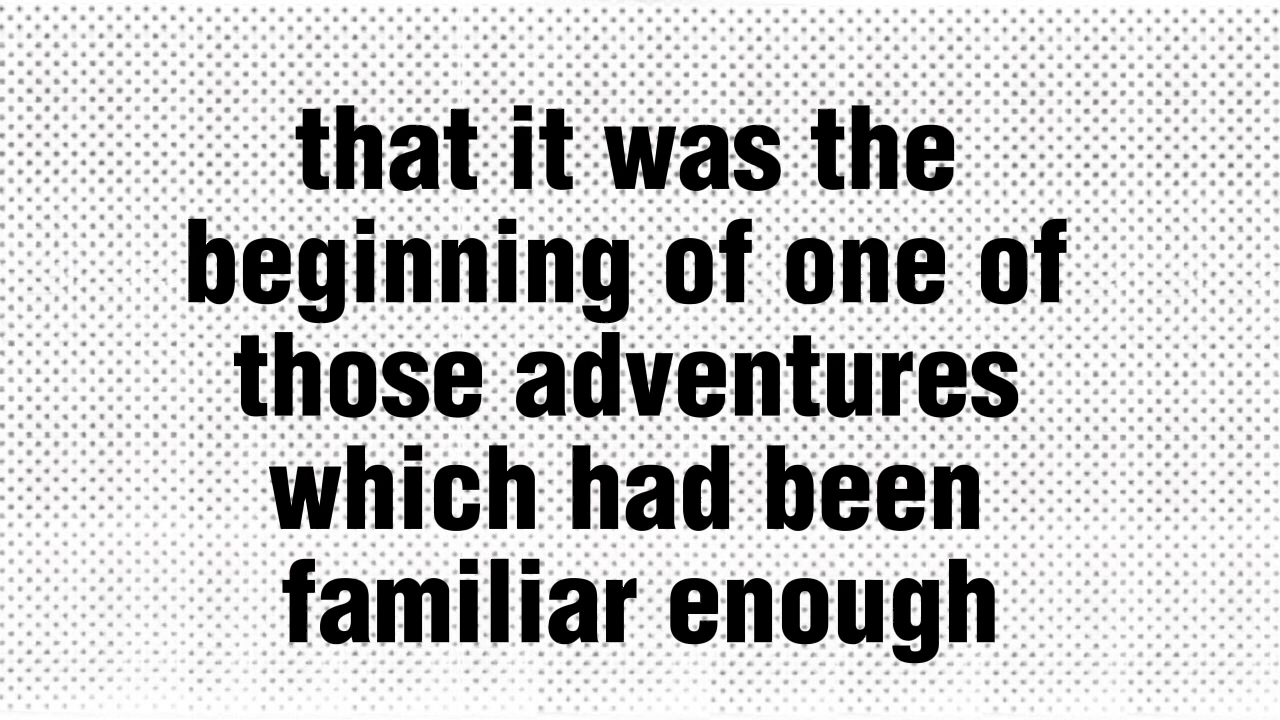 that it was the
beginning of one of
those adventures
which had been
familiar enough